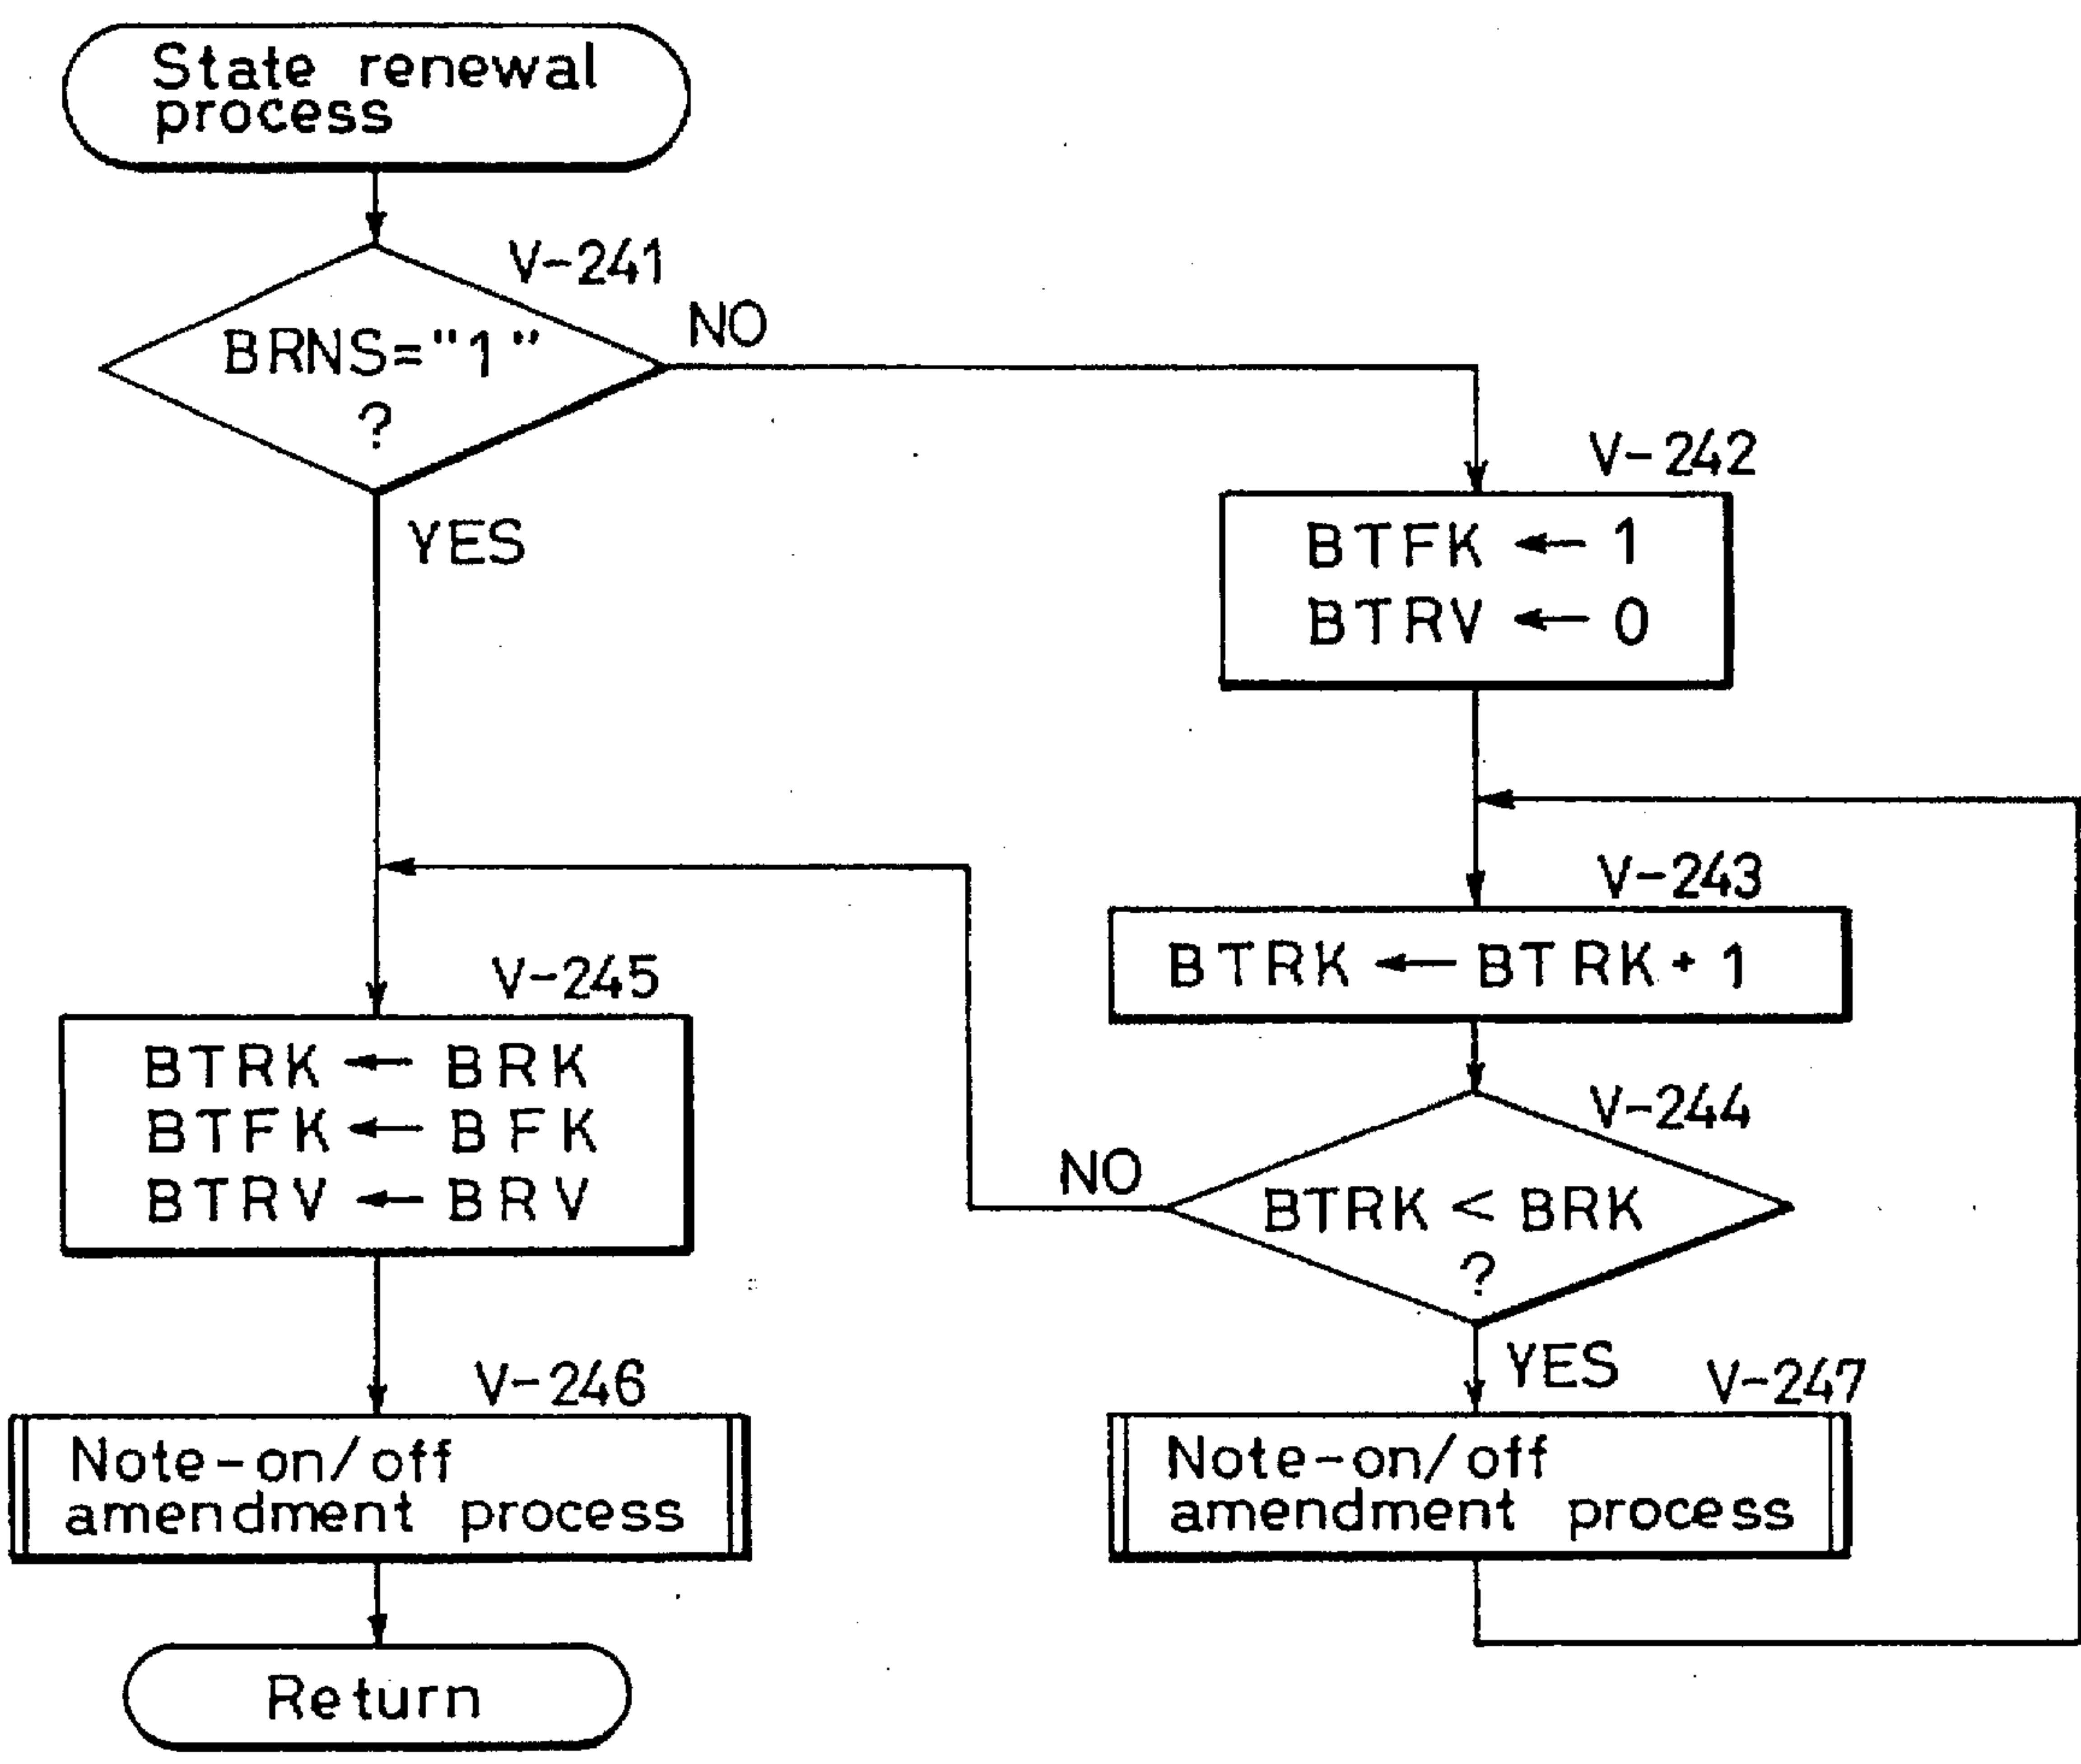 State renewal
process
V-241
BRNS="1"
?
NO
YES
V-242
BTFK ← 1
BTRV ← 0
V-243
BTRK ← BTRK + 1
V-244
BTRK < BRK
?
NO
YES
V-245
BTRK ← BRK
BTFK ← BFK
BTRV ← BRV
V-246
Note-on/off
amendment process
V-247
Note-on/off
amendment process
Return